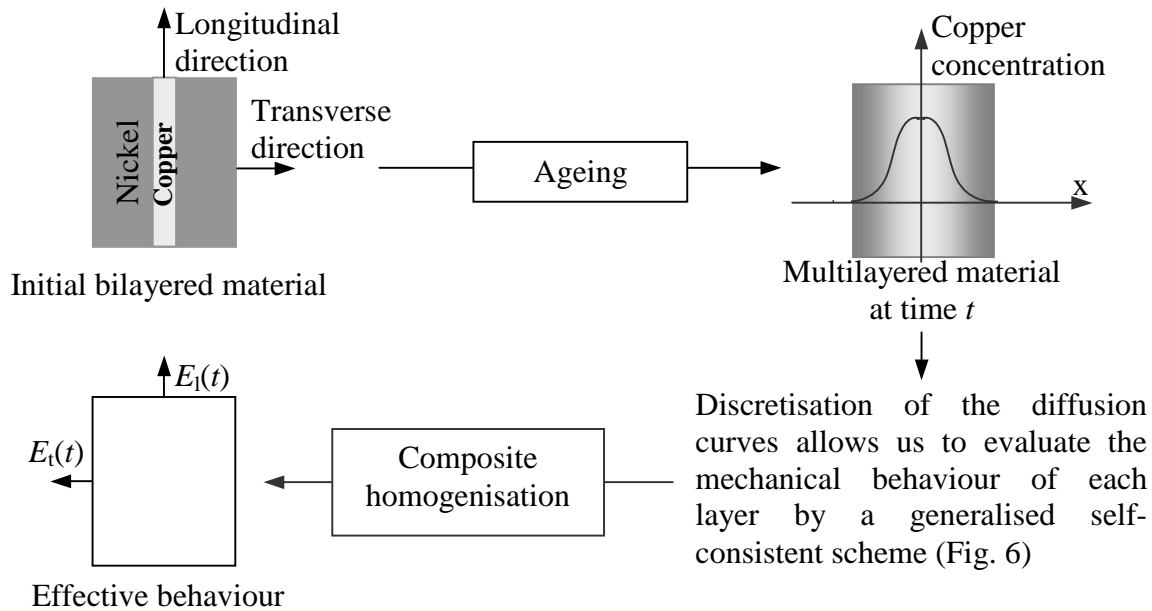 Longitudinal
direction
Nickel
Copper
Transverse
direction
Initial bilayered material
Ageing
Copper
concentration
x
Multilayered material
at time t
Discretisation of the diffusion
curves allows us to evaluate the
mechanical behaviour of each
layer by a generalised self-
consistent scheme (Fig. 6)
Composite
homogenisation
El(t)
Et(t)
Effective behaviour